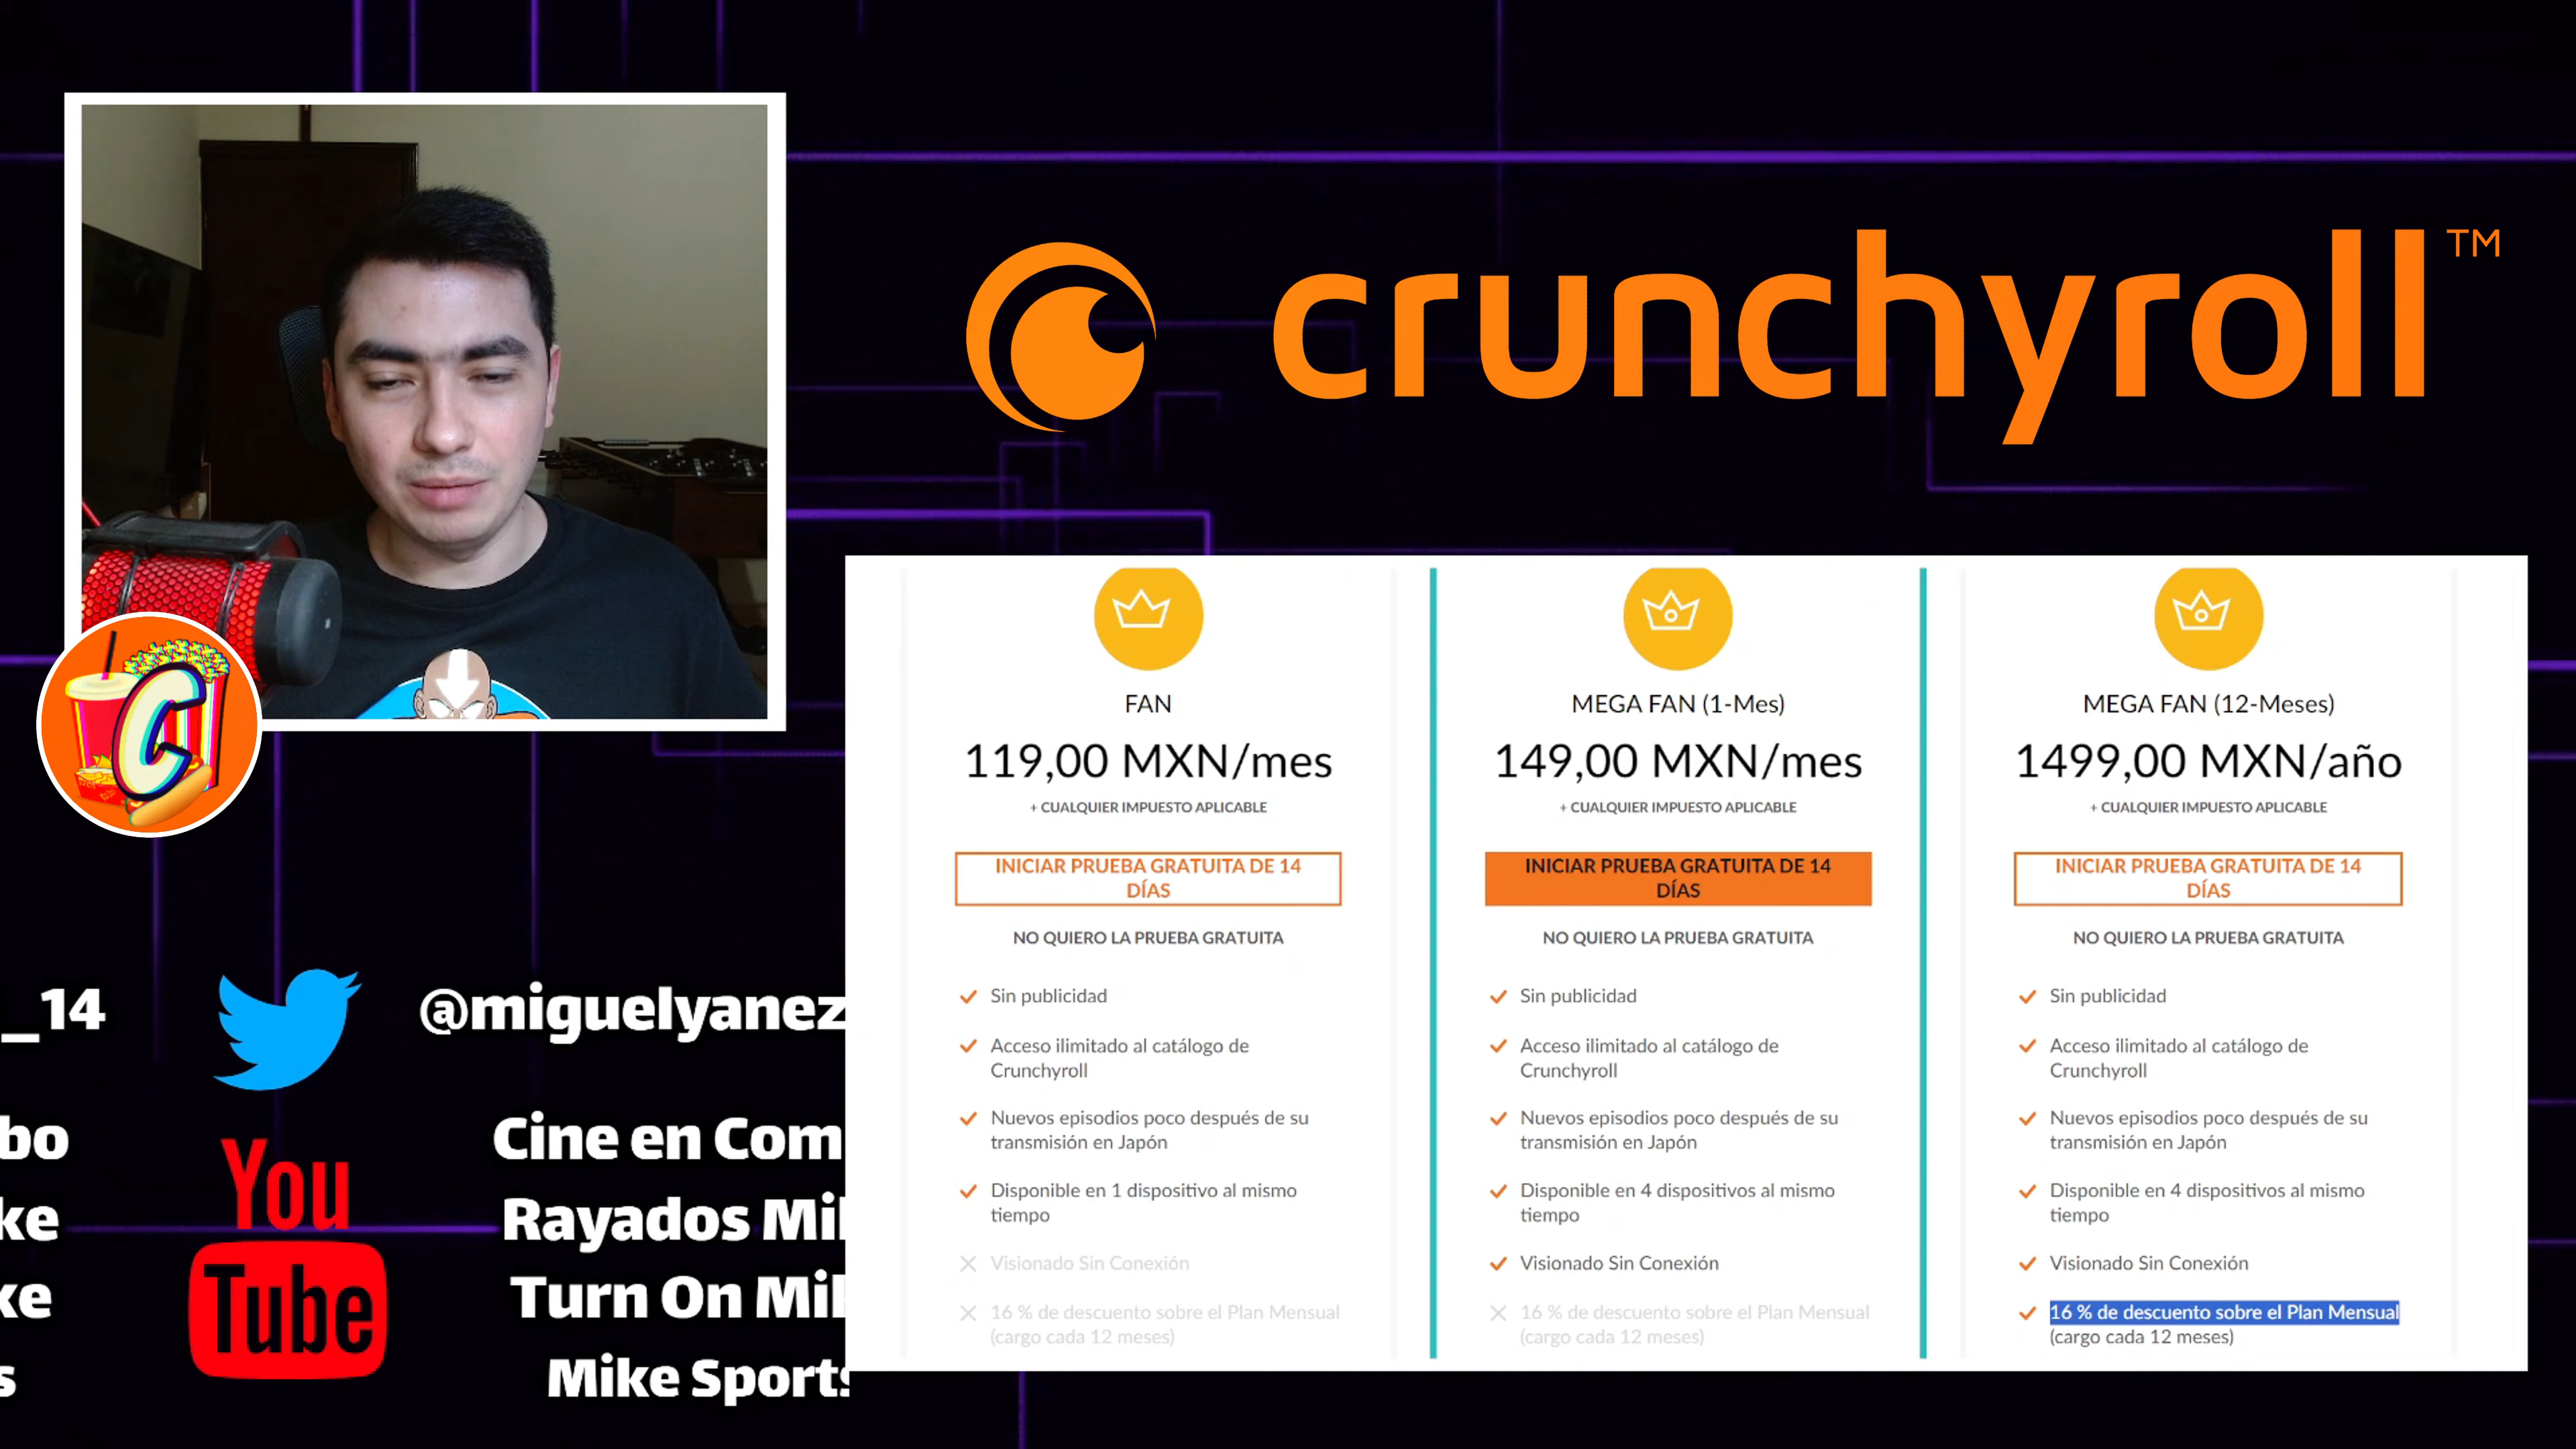 crunchyroll™
C
_14
@miguelyanez
bo
Cine en Com
ke
Rayados Mi
ke
Turn On Mi
s
Mike Sports
You
Tube
FAN
119,00 MXN/mes
+ CUALQUIER IMPUESTO APLICABLE
INICIAR PRUEBA GRATUITA DE 14
DÍAS
NO QUIERO LA PRUEBA GRATUITA
Sin publicidad
Acceso ilimitado al catálogo de
Crunchyroll
Nuevos episodios poco después de su
transmisión en Japón
Disponible en 1 dispositivo al mismo
tiempo
Visionado Sin Conexión
16 % de descuento sobre el Plan Mensual
(cargo cada 12 meses)
MEGA FAN (1-Mes)
149,00 MXN/mes
+ CUALQUIER IMPUESTO APLICABLE
INICIAR PRUEBA GRATUITA DE 14
DÍAS
NO QUIERO LA PRUEBA GRATUITA
Sin publicidad
Acceso ilimitado al catálogo de
Crunchyroll
Nuevos episodios poco después de su
transmisión en Japón
Disponible en 4 dispositivos al mismo
tiempo
Visionado Sin Conexión
16 % de descuento sobre el Plan Mensual
(cargo cada 12 meses)
MEGA FAN (12-Meses)
1499,00 MXN/año
+ CUALQUIER IMPUESTO APLICABLE
INICIAR PRUEBA GRATUITA DE 14
DÍAS
NO QUIERO LA PRUEBA GRATUITA
Sin publicidad
Acceso ilimitado al catálogo de
Crunchyroll
Nuevos episodios poco después de su
transmisión en Japón
Disponible en 4 dispositivos al mismo
tiempo
Visionado Sin Conexión
16 % de descuento sobre el Plan Mensual
(cargo cada 12 meses)